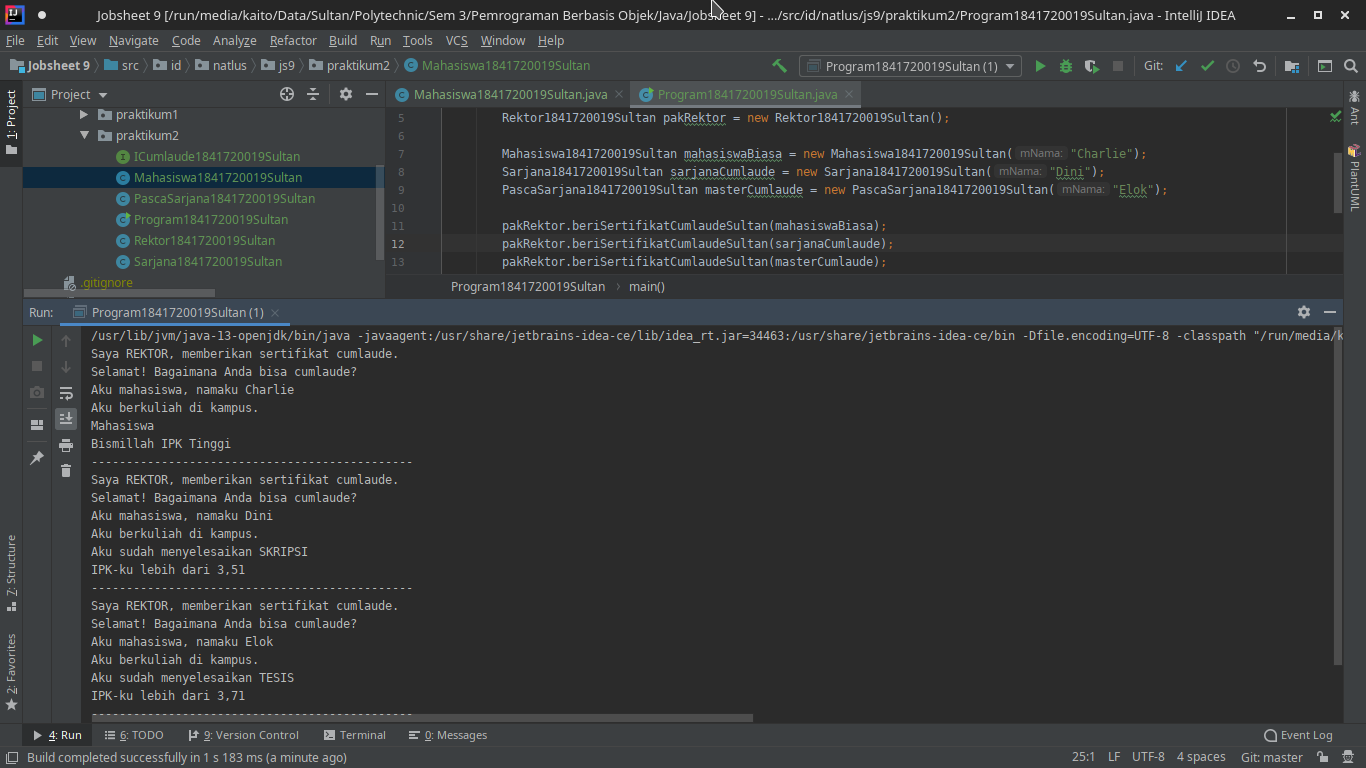 Jobsheet 9 [/run/media/kaito/Data/Sultan/Polytechnic/Sem 3/Pemrograman Berbasis Objek/Java/Jobsheet 9] - .../src/id/natlus/js9/praktikum2/Program1841720019Sultan.java - IntelliJ IDEA
File Edit View Navigate Code Analyze Refactor Build Run Tools VCS Window Help
Jobsheet 9 src id natlus js9 praktikum2 Mahasiswa1841720019Sultan Program1841720019Sultan (1) Git:
1: Project
Project
praktikum1
praktikum2
ICumlaude1841720019Sultan
Mahasiswa1841720019Sultan
PascaSarjana1841720019Sultan
Program1841720019Sultan
Rektor1841720019Sultan
Sarjana1841720019Sultan
.gitignore
Mahasiswa1841720019Sultan.java Program1841720019Sultan.java
5 Rektor1841720019Sultan pakRektor = new Rektor1841720019Sultan();
6
7 Mahasiswa1841720019Sultan mahasiswaBiasa = new Mahasiswa1841720019Sultan( mNama: "Charlie");
8 Sarjana1841720019Sultan sarjanaCumlaude = new Sarjana1841720019Sultan( mNama: "Dini");
9 PascaSarjana1841720019Sultan masterCumlaude = new PascaSarjana1841720019Sultan( mNama: "Elok");
10
11 pakRektor.beriSertifikatCumlaudeSultan(mahasiswaBiasa);
12 pakRektor.beriSertifikatCumlaudeSultan(sarjanaCumlaude);
13 pakRektor.beriSertifikatCumlaudeSultan(masterCumlaude);
Program1841720019Sultan › main()
Ant
PlantUML
Run: Program1841720019Sultan (1)
/usr/lib/jvm/java-13-openjdk/bin/java -javaagent:/usr/share/jetbrains-idea-ce/lib/idea_rt.jar=34463:/usr/share/jetbrains-idea-ce/bin -Dfile.encoding=UTF-8 -classpath "/run/media/k
Saya REKTOR, memberikan sertifikat cumlaude.
Selamat! Bagaimana Anda bisa cumlaude?
Aku mahasiswa, namaku Charlie
Aku berkuliah di kampus.
Mahasiswa
Bismillah IPK Tinggi
----------------------------------------------
Saya REKTOR, memberikan sertifikat cumlaude.
Selamat! Bagaimana Anda bisa cumlaude?
Aku mahasiswa, namaku Dini
Aku berkuliah di kampus.
Aku sudah menyelesaikan SKRIPSI
IPK-ku lebih dari 3,51
----------------------------------------------
Saya REKTOR, memberikan sertifikat cumlaude.
Selamat! Bagaimana Anda bisa cumlaude?
Aku mahasiswa, namaku Elok
Aku berkuliah di kampus.
Aku sudah menyelesaikan TESIS
IPK-ku lebih dari 3,71
----------------------------------------------
7: Structure
2: Favorites
4: Run 6: TODO 9: Version Control Terminal 0: Messages Event Log
Build completed successfully in 1 s 183 ms (a minute ago) 25:1 LF UTF-8 4 spaces Git: master